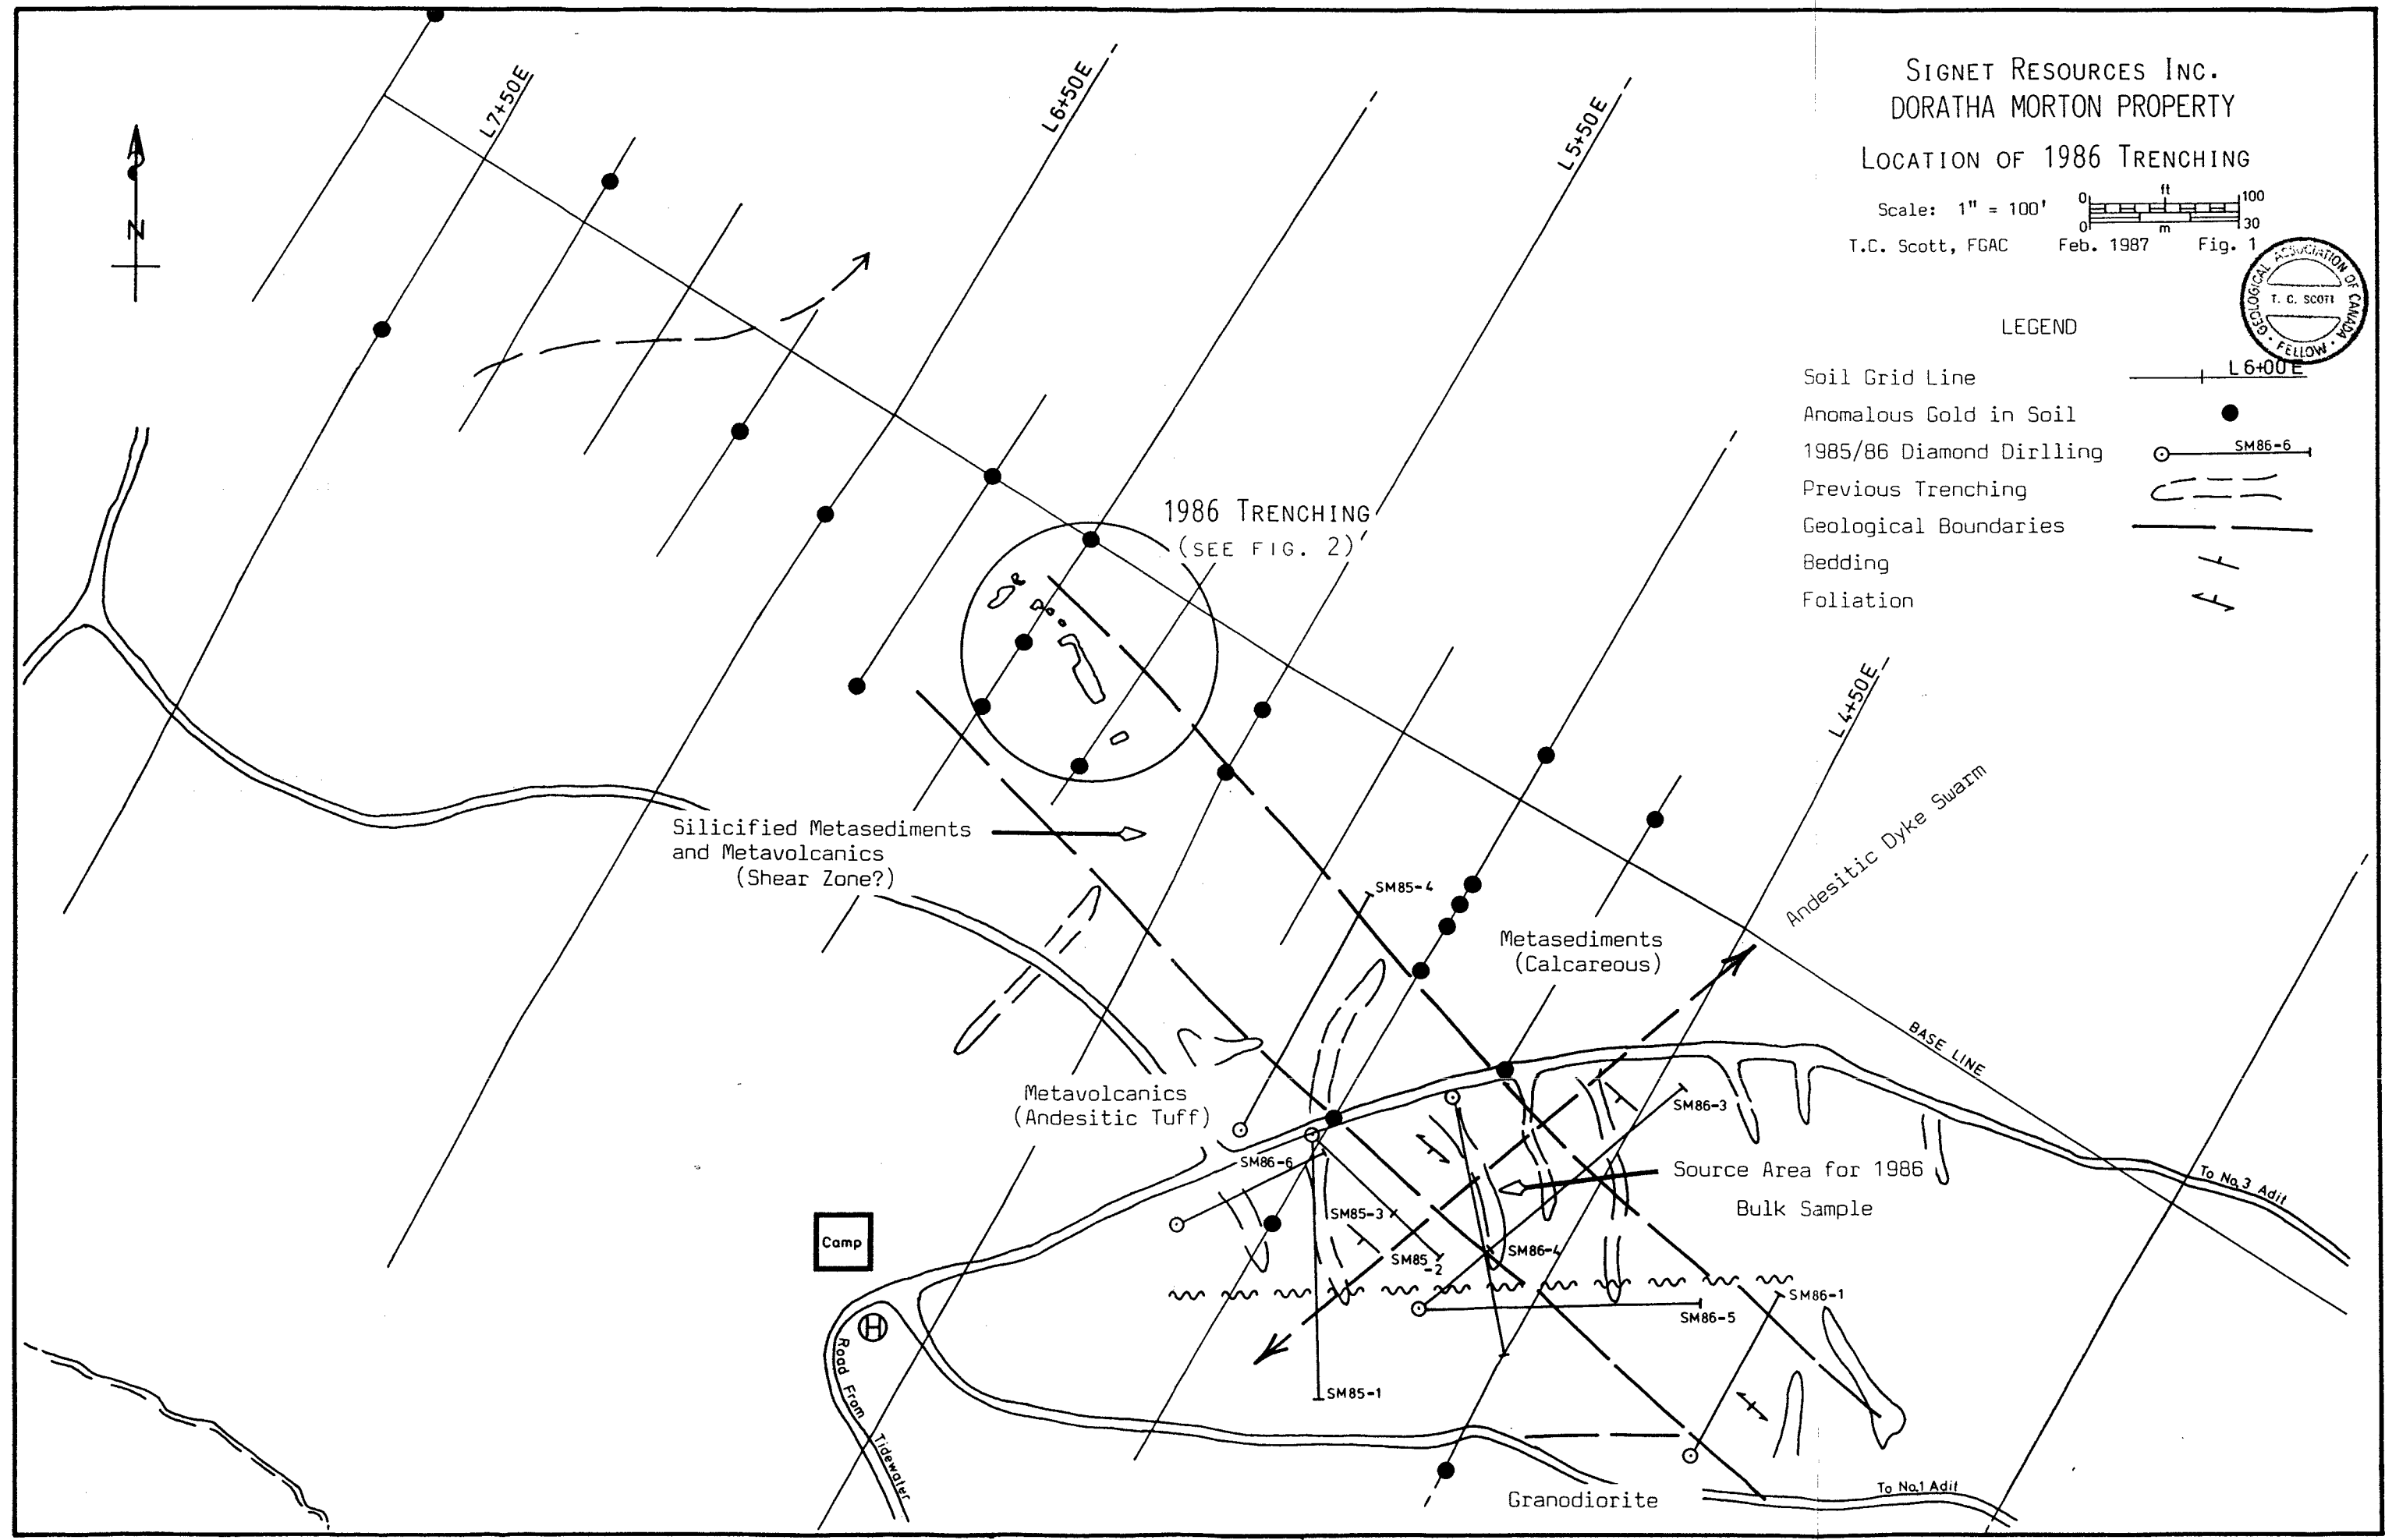 SIGNET RESOURCES INC.
DORATHA MORTON PROPERTY
LOCATION OF 1986 TRENCHING
Scale: 1" = 100'
0 ft 100
0 m 30
T.C. Scott, FGAC Feb. 1987 Fig. 1
GEOLOGICAL ASSOCIATION OF CANADA
T. C. SCOTT
FELLOW
LEGEND
Soil Grid Line L 6+00 E
Anomalous Gold in Soil
1985/86 Diamond Dirlling SM86-6
Previous Trenching
Geological Boundaries
Bedding
Foliation
N
L7+50E
L6+50E
L5+50E
L4+50E
1986 TRENCHING
(SEE FIG. 2)
Silicified Metasediments
and Metavolcanics
(Shear Zone?)
SM85-4
Andesitic Dyke Swarm
Metasediments
(Calcareous)
BASE LINE
Metavolcanics
(Andesitic Tuff)
SM86-3
SM86-6
Source Area for 1986
Bulk Sample
To No.3 Adit
SM85-3
Camp
SM85
-2
SM86-4
SM86-1
SM86-5
H
Road From
Tidewater
SM85-1
To No.1 Adit
Granodiorite